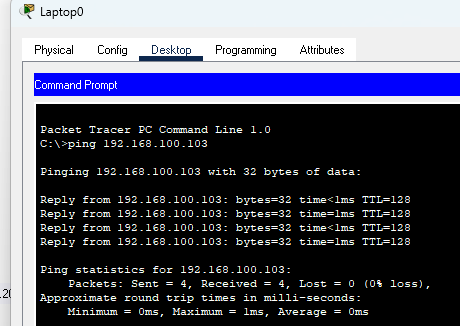 Laptop0
Physical Config Desktop Programming Attributes
Command Prompt
Packet Tracer PC Command Line 1.0
C:\>ping 192.168.100.103
Pinging 192.168.100.103 with 32 bytes of data:
Reply from 192.168.100.103: bytes=32 time<1ms TTL=128
Reply from 192.168.100.103: bytes=32 time=1ms TTL=128
Reply from 192.168.100.103: bytes=32 time=1ms TTL=128
Reply from 192.168.100.103: bytes=32 time<1ms TTL=128
Ping statistics for 192.168.100.103:
Packets: Sent = 4, Received = 4, Lost = 0 (0% loss),
Approximate round trip times in milli-seconds:
Minimum = 0ms, Maximum = 1ms, Average = 0ms